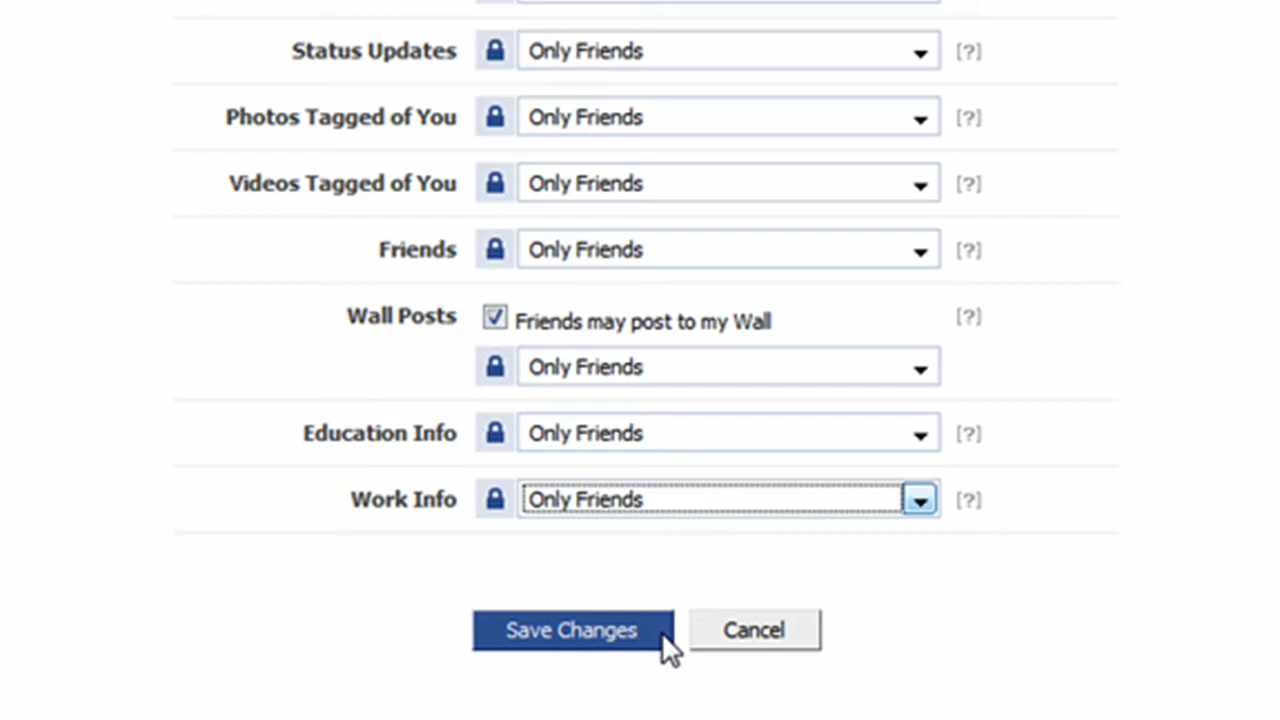 Status Updates Only Friends [?]
Photos Tagged of You Only Friends [?]
Videos Tagged of You Only Friends [?]
Friends Only Friends [?]
Wall Posts Friends may post to my Wall [?]
Only Friends
Education Info Only Friends [?]
Work Info Only Friends [?]
Save Changes Cancel